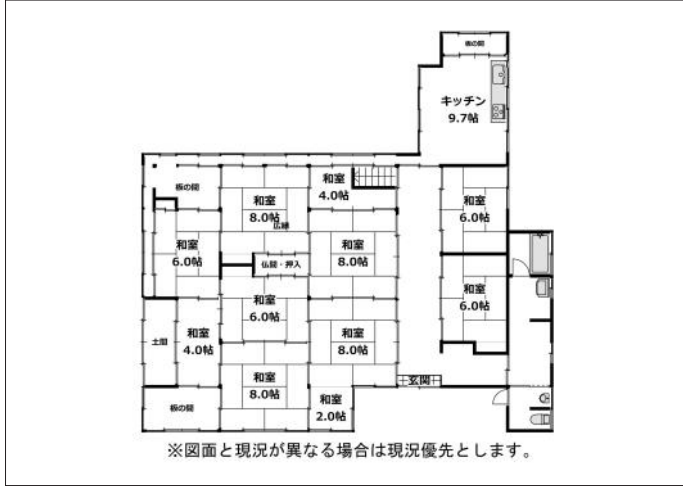 板の間
キッチン
9.7帖
板の間
和室
8.0帖
広縁
和室
4.0帖
和室
6.0帖
和室
6.0帖
仏間・押入
和室
8.0帖
和室
6.0帖
和室
6.0帖
土間
和室
4.0帖
和室
8.0帖
和室
8.0帖
板の間
和室
2.0帖
玄関
※図面と現況が異なる場合は現況優先とします。